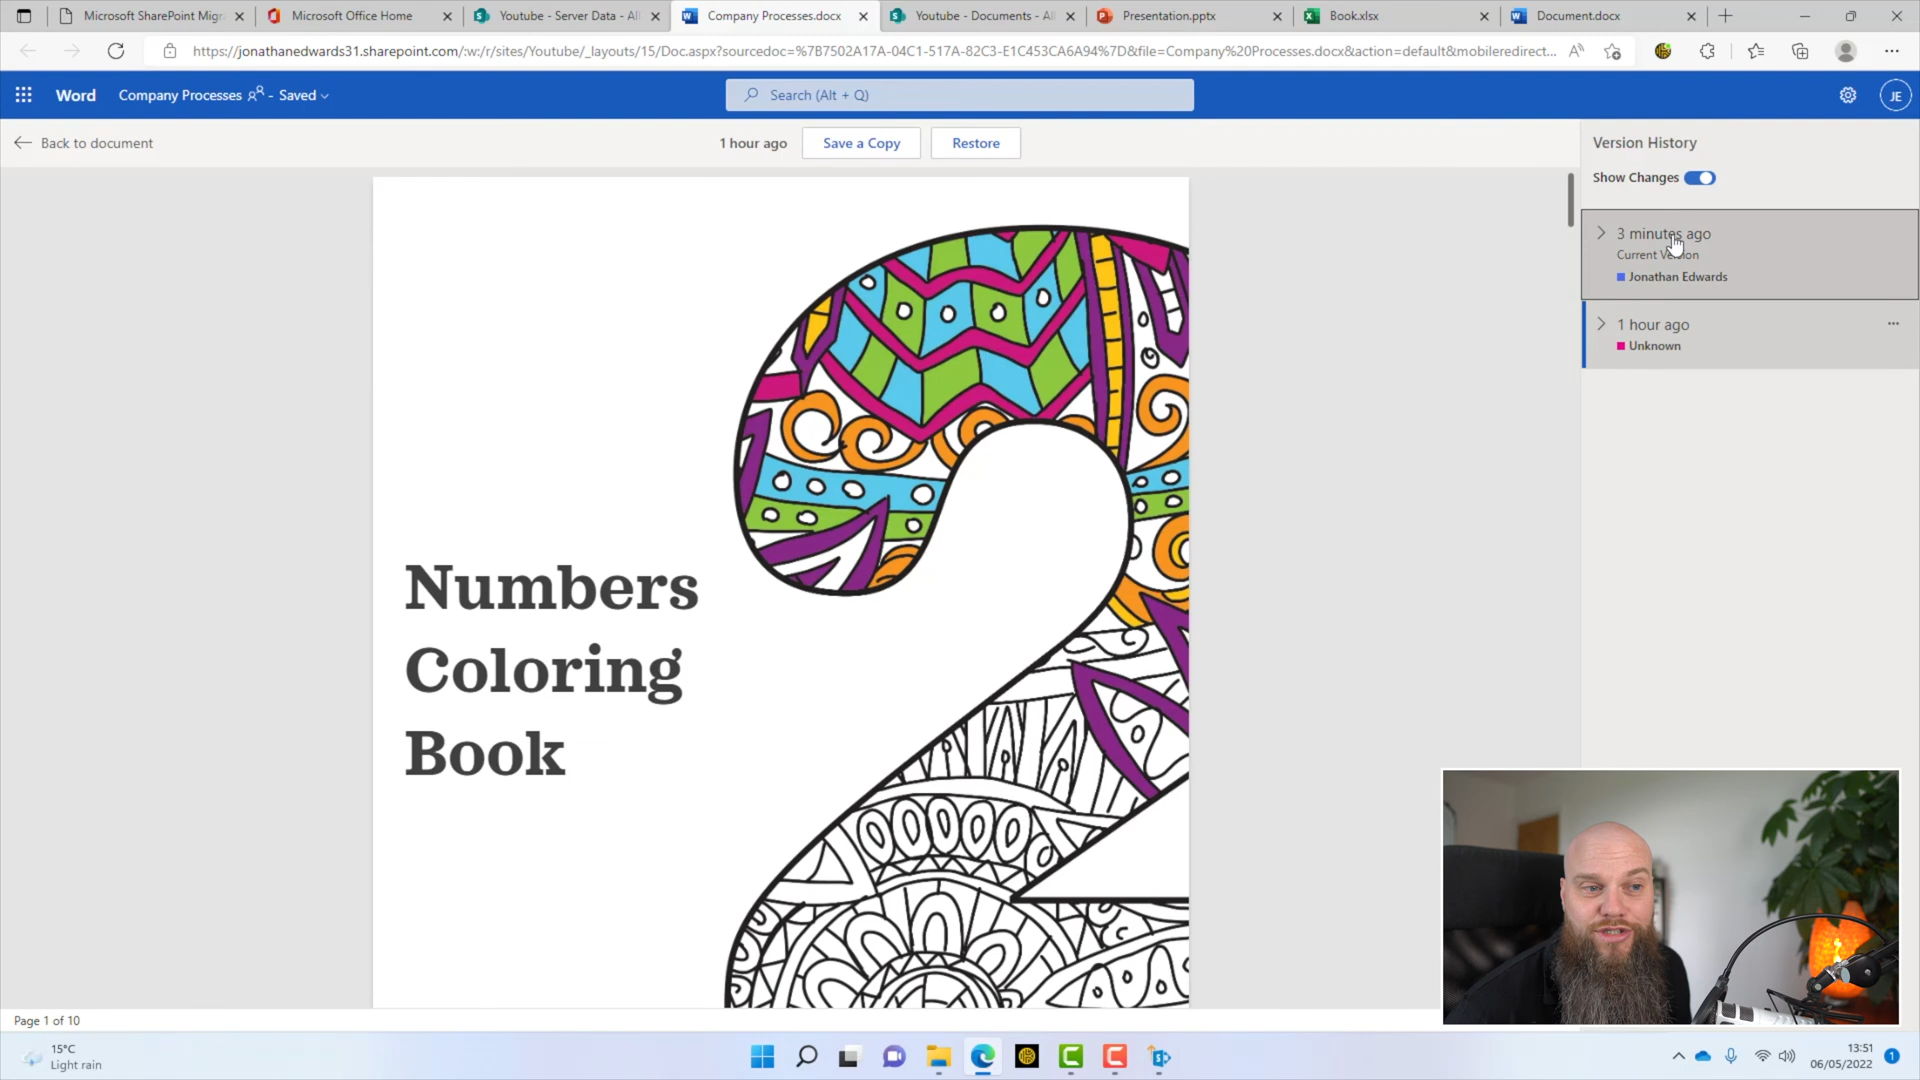 Microsoft SharePoint Migr
Microsoft Office Home
Youtube - Server Data - All
Company Processes.docx
Youtube - Documents - All
Presentation.pptx
Book.xlsx
Document.docx
https://jonathanedwards31.sharepoint.com/:w:/r/sites/Youtube/_layouts/15/Doc.aspx?sourcedoc=%7B7502A17A-04C1-517A-82C3-E1C453CA6A94%7D&file=Company%20Processes.docx&action=default&mobileredirect...
Word
Company Processes - Saved
Search (Alt + Q)
JE
Back to document
1 hour ago
Save a Copy
Restore
Version History
Show Changes
3 minutes ago
Current Version
Jonathan Edwards
1 hour ago
Unknown
Numbers
Coloring
Book
Page 1 of 10
15°C
Light rain
13:51
06/05/2022
1